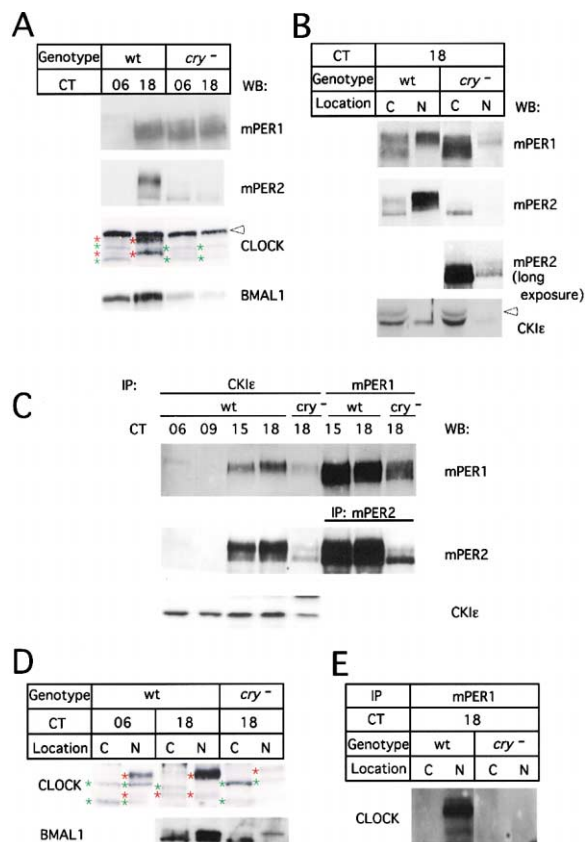 A
Genotype wt cry -
CT 06 18 06 18 WB:
mPER1
mPER2
* * * * * * * * CLOCK
BMAL1
B
CT 18
Genotype wt cry -
Location C N C N WB:
mPER1
mPER2
mPER2
(long
exposure)
CKIε
C
IP: CKIε mPER1
wt cry - wt cry -
CT 06 09 15 18 18 15 18 18 WB:
mPER1
IP: mPER2
mPER2
CKIε
D
Genotype wt cry -
CT 06 18 18
Location C N C N C N
CLOCK * * * * * * * * * * * *
BMAL1
E
IP mPER1
CT 18
Genotype wt cry -
Location C N C N
CLOCK